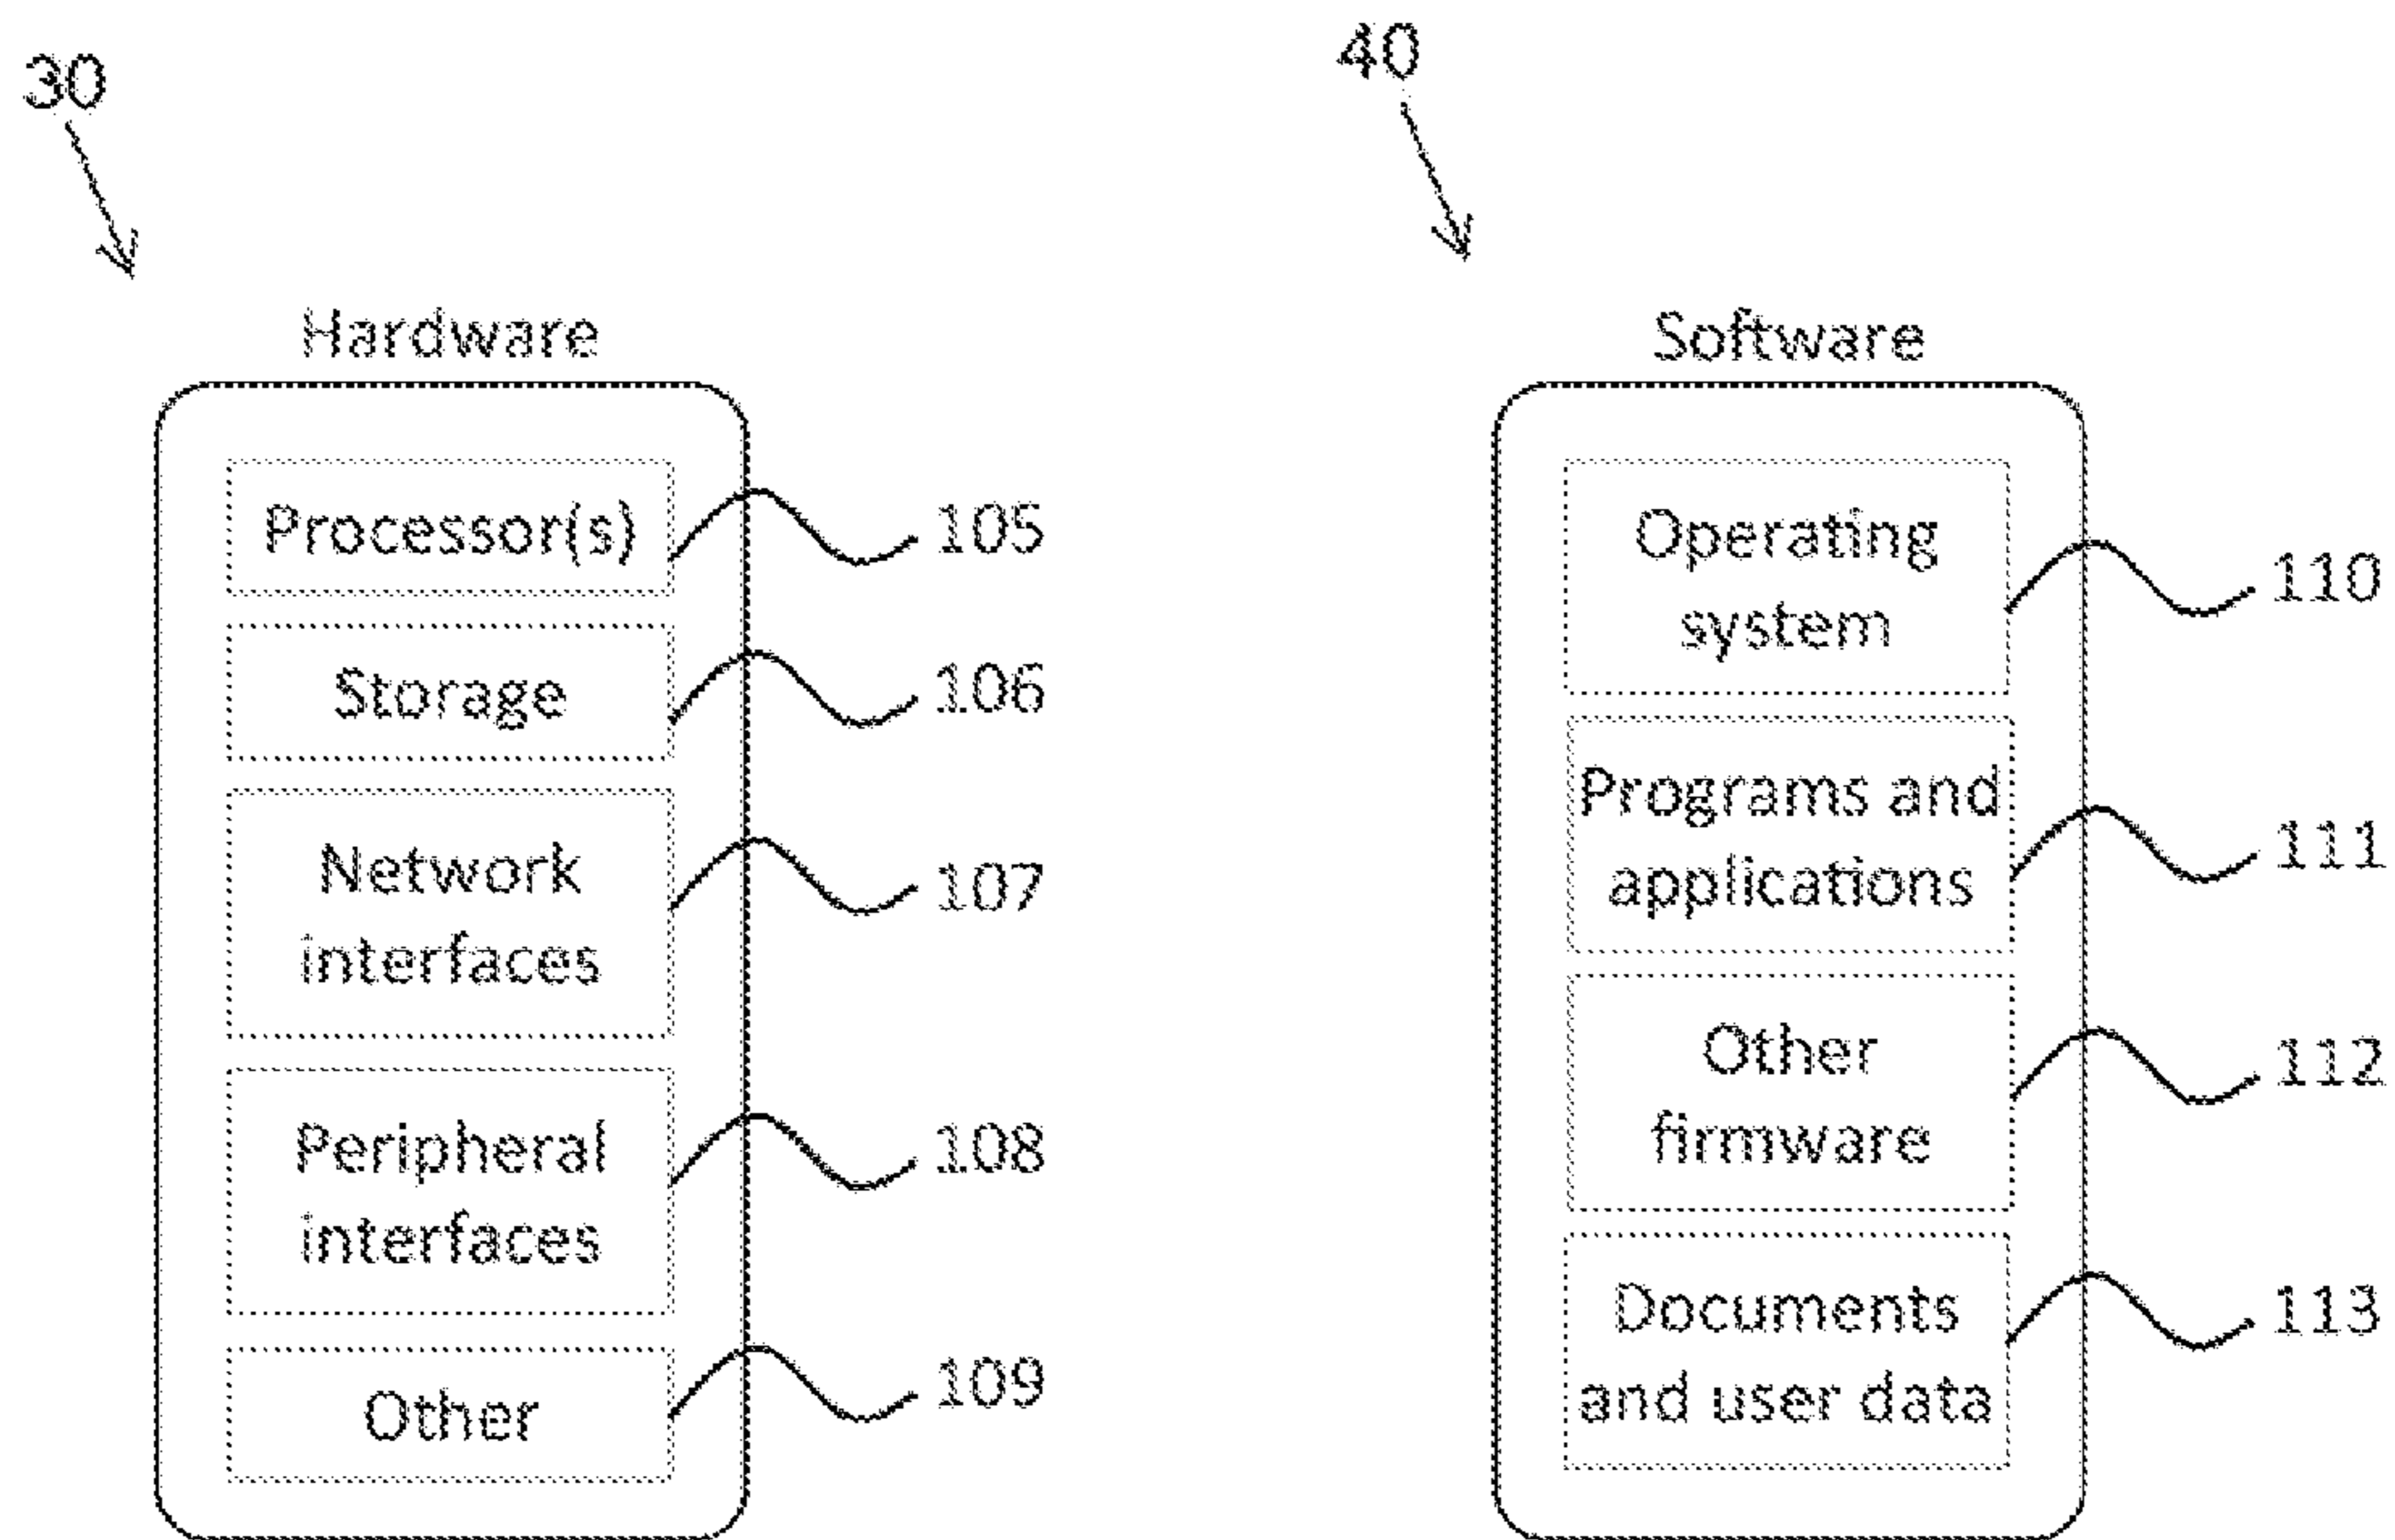 30
Hardware
Processor(s)
105
Storage
106
Network
interfaces
107
Peripheral
interfaces
108
Other
109
40
Software
Operating
system
110
Programs and
applications
111
Other
firmware
112
Documents
and user data
113